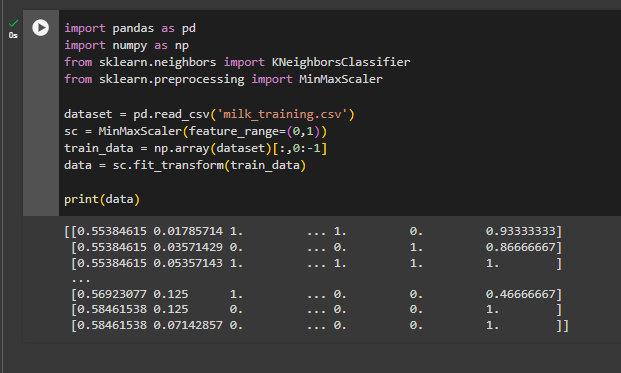 0s
import pandas as pd
import numpy as np
from sklearn.neighbors import KNeighborsClassifier
from sklearn.preprocessing import MinMaxScaler
dataset = pd.read_csv('milk_training.csv')
sc = MinMaxScaler(feature_range=(0,1))
train_data = np.array(dataset)[:,0:-1]
data = sc.fit_transform(train_data)
print(data)
[[0.55384615 0.01785714 1.         ... 1.         0.         0.93333333]
 [0.55384615 0.03571429 0.         ... 0.         1.         0.86666667]
 [0.55384615 0.05357143 1.         ... 1.         1.         1.        ]
 ...
 [0.56923077 0.125      1.         ... 0.         0.         0.46666667]
 [0.58461538 0.125      0.         ... 0.         0.         1.        ]
 [0.58461538 0.07142857 0.         ... 0.         0.         1.        ]]